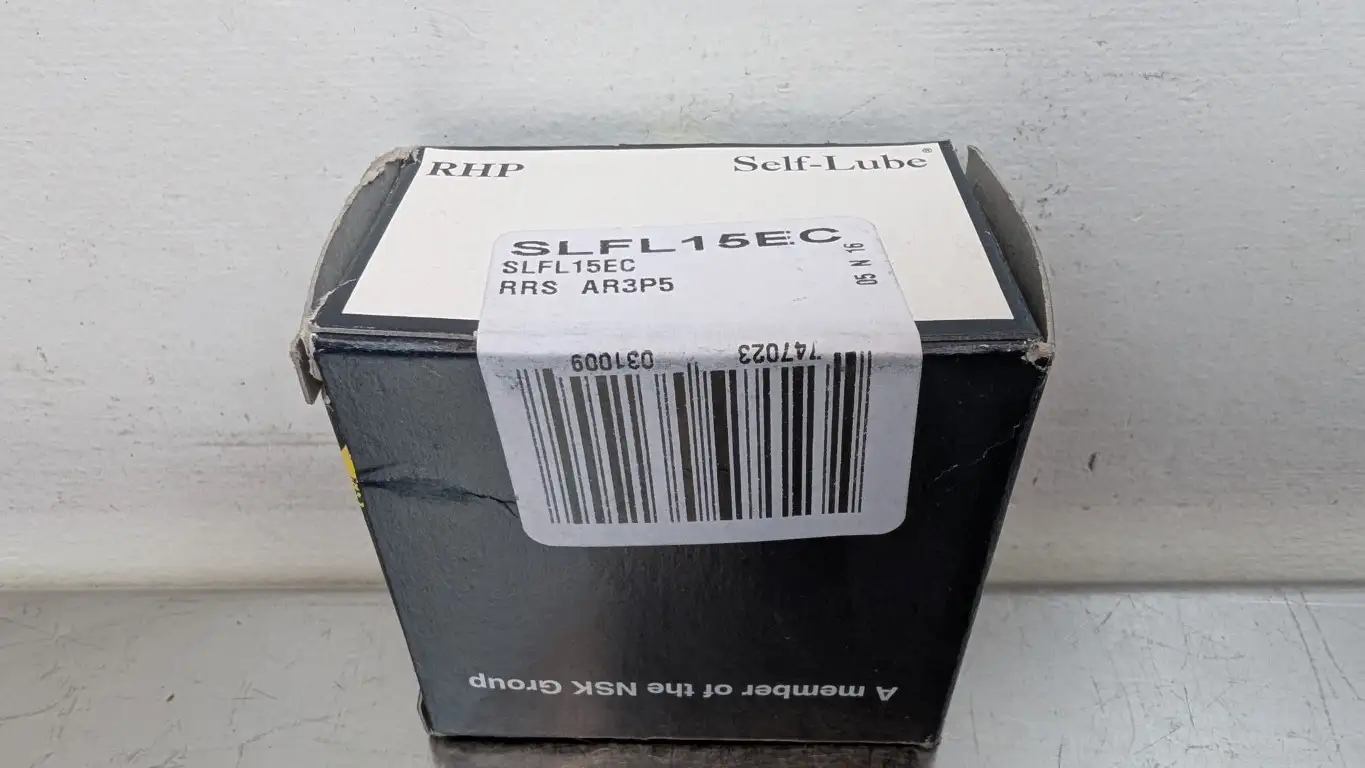 RHP
Self-Lube®
SLFL15EC
SLFL15EC
RRS AR3P5
05 N 16
747023 031009
A member of the NSK Group